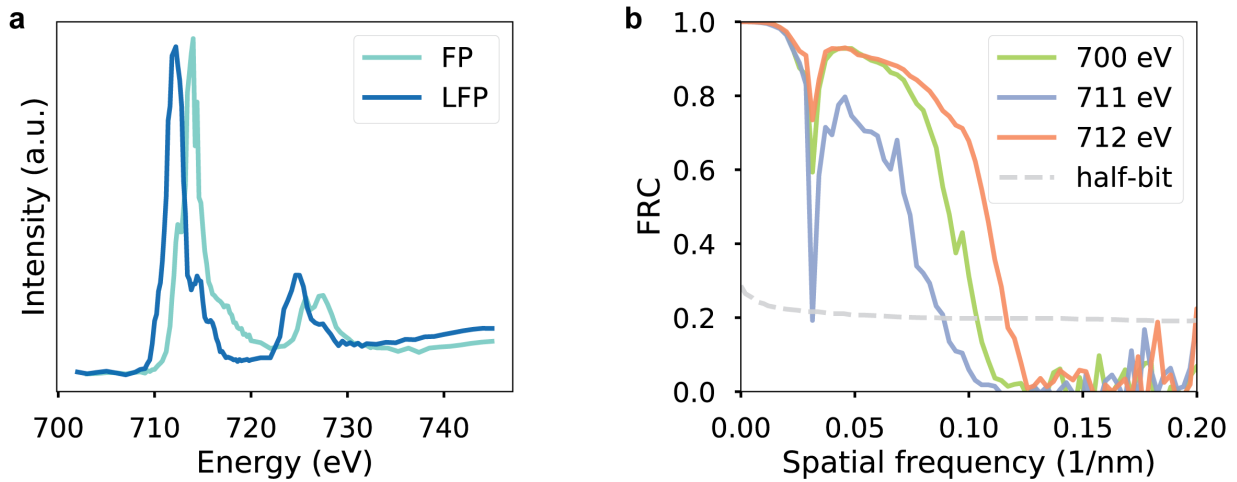 a
Intensity (a.u.)
FP
LFP
700 710 720 730 740
Energy (eV)
b
FRC
1.0
0.8
0.6
0.4
0.2
0.0
700 eV
711 eV
712 eV
half-bit
0.00 0.05 0.10 0.15 0.20
Spatial frequency (1/nm)